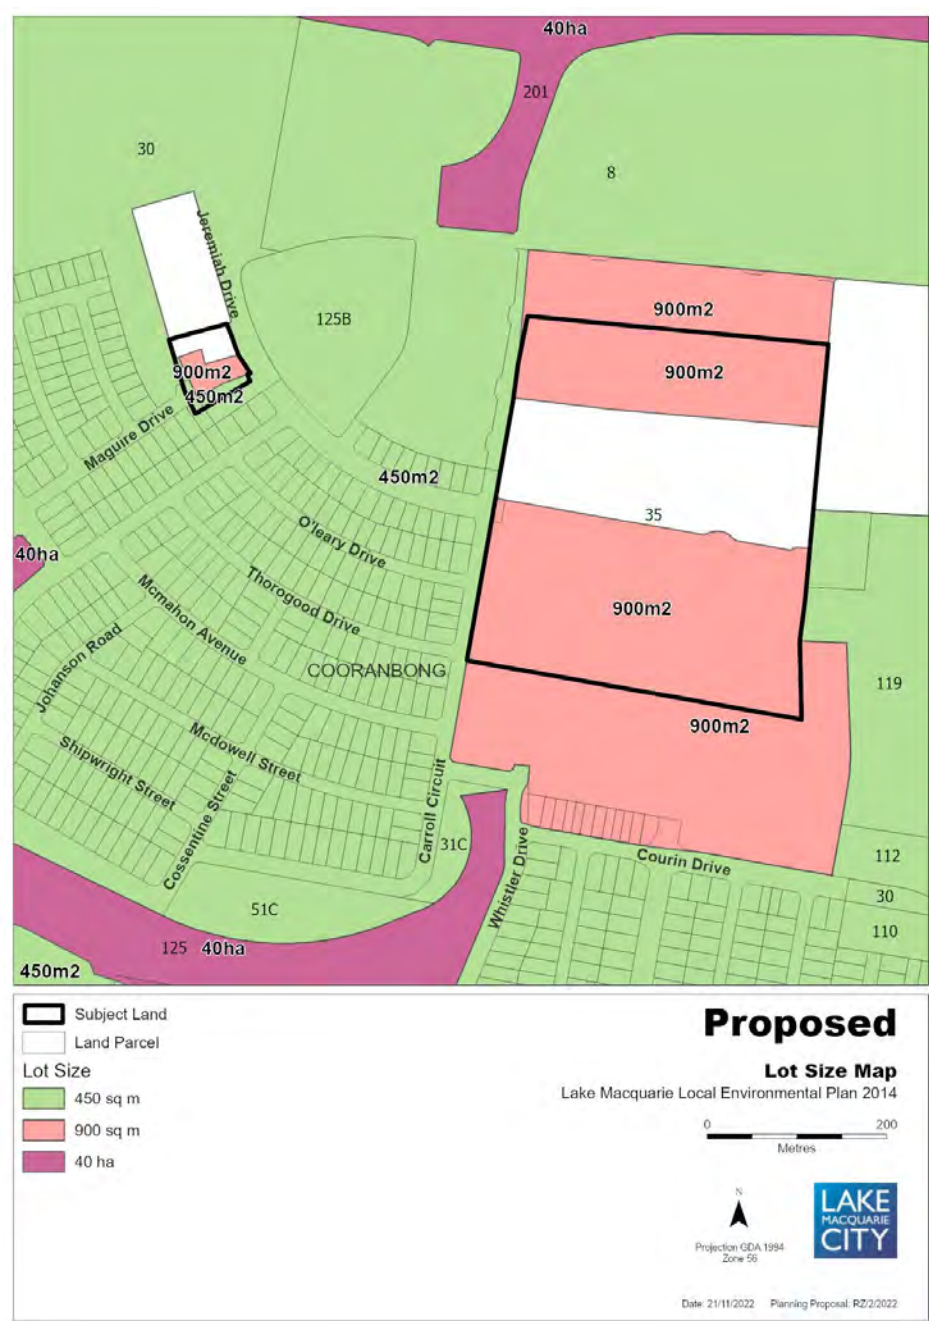 40ha
201
30
8
Jeremiah Drive
125B
900m2
900m2
900m2
450m2
Maguire Drive
450m2
35
O'leary Drive
40ha
Thorogood Drive
Mcmahon Avenue
900m2
Johanson Road
COORANBONG
119
900m2
Mcdowell Street
Shipwright Street
Cossentine Street
Carroll Circuit
31C
Whistler Drive
Courin Drive
112
30
51C
110
125
40ha
450m2
Subject Land
Land Parcel
Lot Size
450 sq m
900 sq m
40 ha
Proposed
Lot Size Map
Lake Macquarie Local Environmental Plan 2014
0 200
Metres
N
Projection GDA 1994
Zone 56
LAKE
MACQUARIE
CITY
Date: 21/11/2022 Planning Proposal: RZ/2/2022